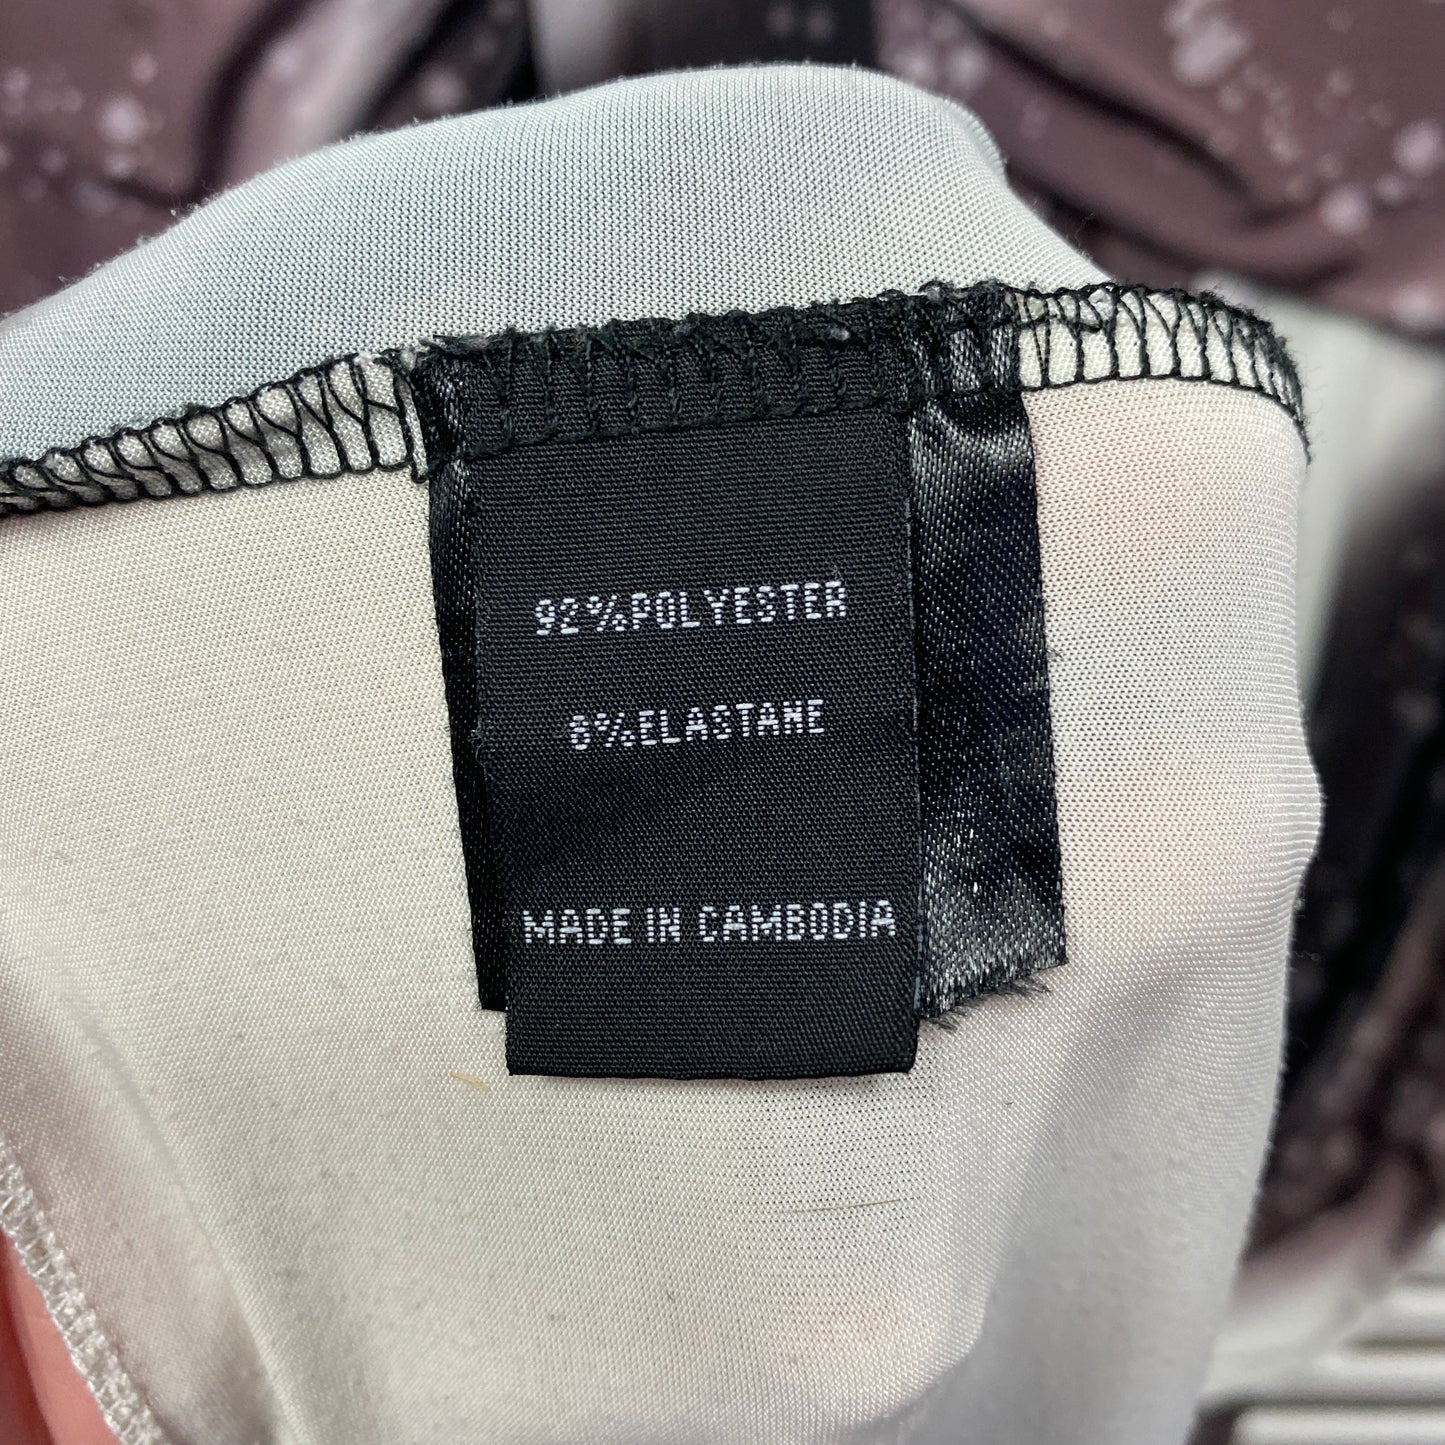 92%POLYESTER
8%ELASTANE
MADE IN CAMBODIA